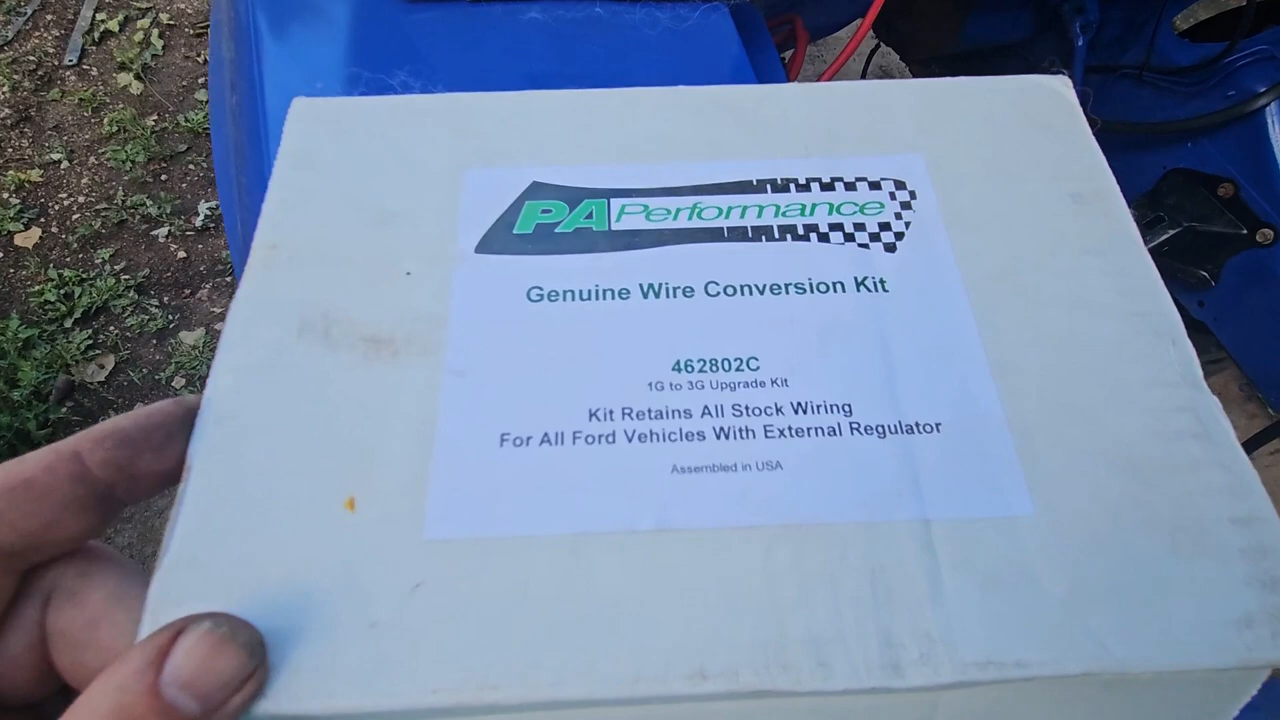 PA Performance
Genuine Wire Conversion Kit
462802C
1G to 3G Upgrade Kit
Kit Retains All Stock Wiring
For All Ford Vehicles With External Regulator
Assembled in USA